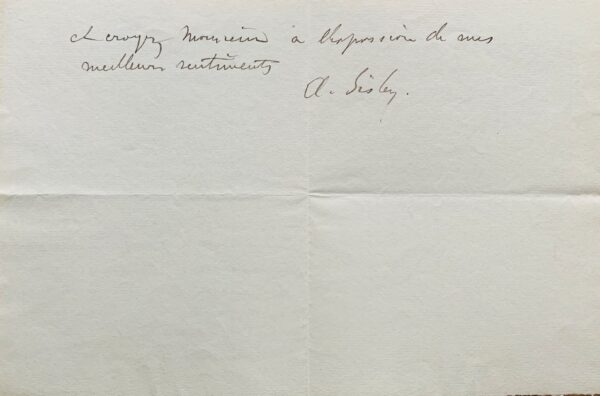 et croyez Monsieur à l'expression de mes
meilleurs sentiments
A. Sisley.